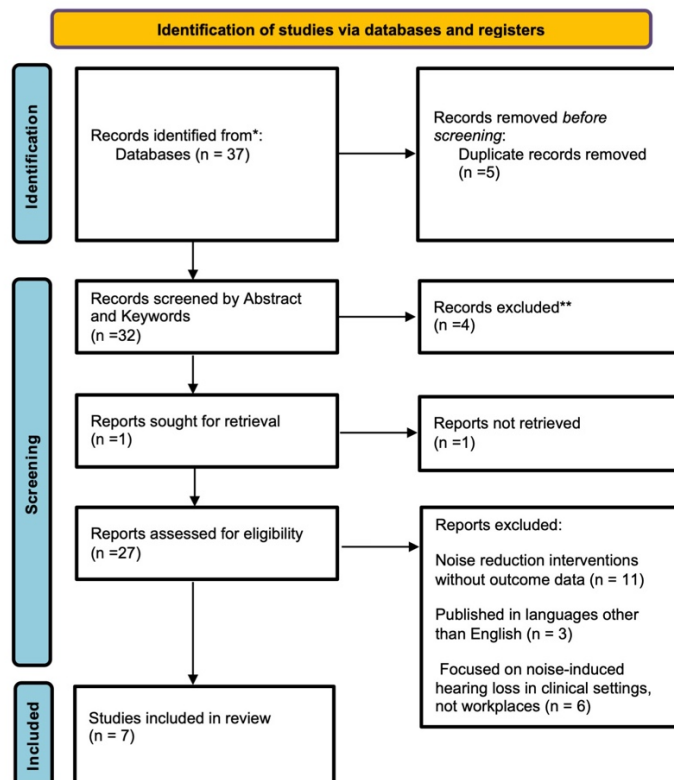 Identification of studies via databases and registers
Identification
Records identified from*:
Databases (n = 37)
Records removed before
screening:
Duplicate records removed
(n =5)
Screening
Records screened by Abstract
and Keywords
(n =32)
Records excluded**
(n =4)
Reports sought for retrieval
(n =1)
Reports not retrieved
(n =1)
Reports assessed for eligibility
(n =27)
Reports excluded:
Noise reduction interventions
without outcome data (n = 11)
Published in languages other
than English (n = 3)
Focused on noise-induced
hearing loss in clinical settings,
not workplaces (n = 6)
Included
Studies included in review
(n = 7)